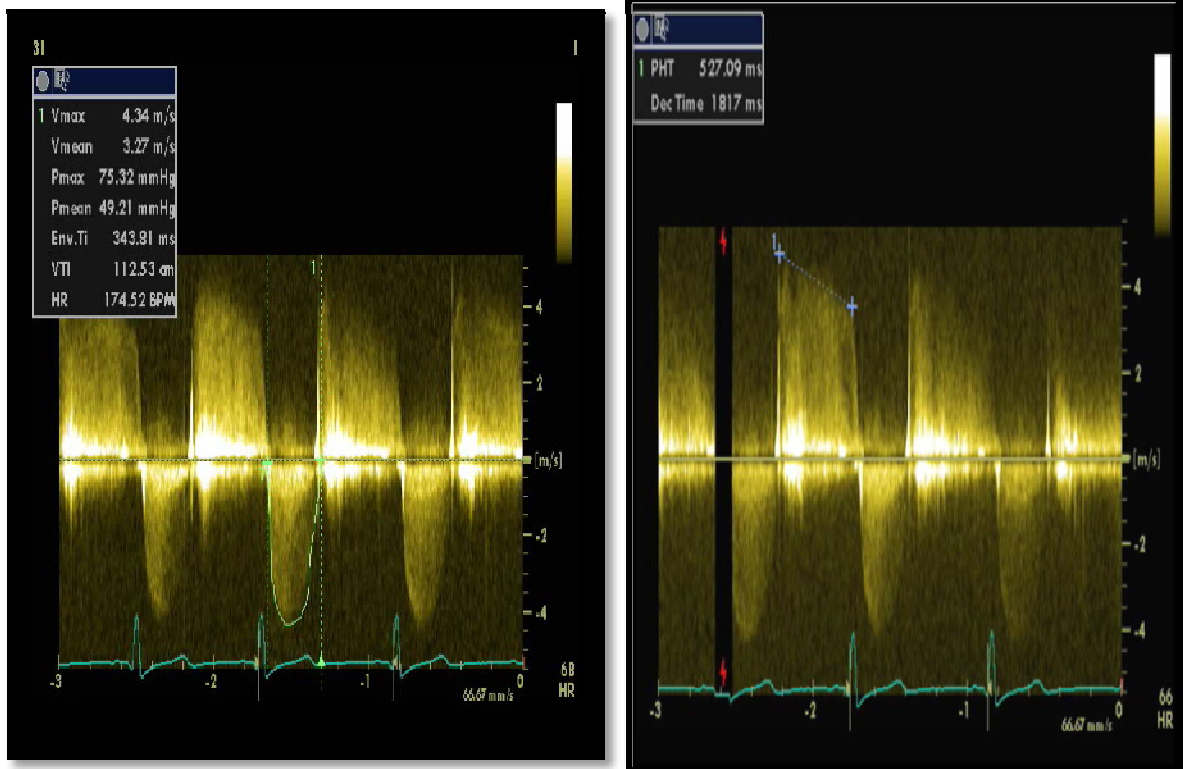 31
1 Vmax 4.34 m/s
Vmean 3.27 m/s
Pmax 75.32 mmHg
Pmean 49.21 mmHg
Env.Ti 343.81 ms
VTI 112.53 cm
HR 174.52 BPM
1
4
2
[m/s]
-2
-4
-3 -2 -1 0
66.67 mm/s
68
HR
1 PHT 527.09 ms
Dec Time 1817 ms
1
4
2
[m/s]
-2
-4
-3 -2 -1 0
66.67 mm/s
66
HR